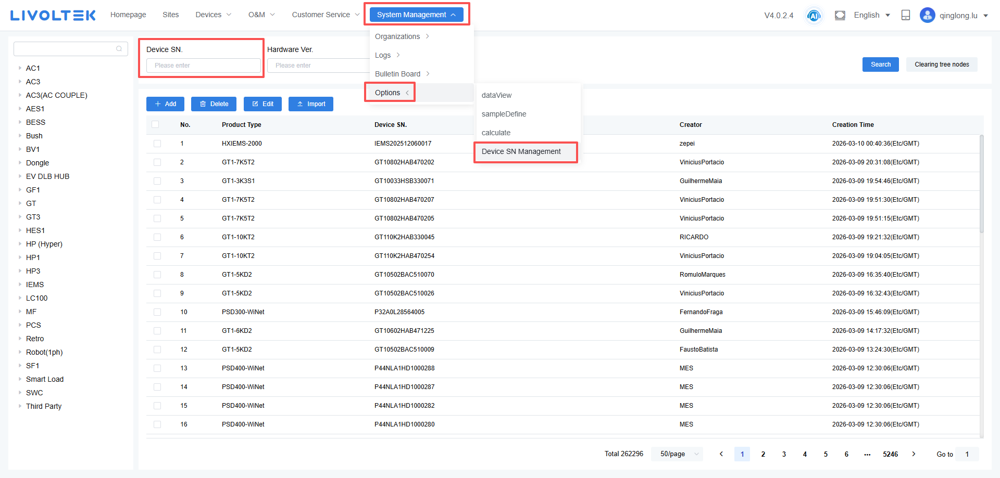 LIVOLTEK Homepage Sites Devices O&M Customer Service System Management V4.0.2.4 AI English qinglong.lu
Organizations
Logs
Bulletin Board
Options
dataView
sampleDefine
calculate
Device SN Management
Device SN. Hardware Ver.
Please enter Please enter
Search Clearing tree nodes
AC1
AC3
AC3(AC COUPLE)
AES1
BESS
Bush
BV1
Dongle
EV DLB HUB
GF1
GT
GT3
HES1
HP (Hyper)
HP1
HP3
IEMS
LC100
MF
PCS
Retro
Robot(1ph)
SF1
Smart Load
SWC
Third Party
Add Delete Edit Import
No. Product Type Device SN. Creator Creation Time
1 HXIEMS-2000 IEMS202512060017 zepei 2026-03-10 00:40:36(Etc/GMT)
2 GT1-7K5T2 GT10802HAB470202 ViniciusPortacio 2026-03-09 20:31:08(Etc/GMT)
3 GT1-3K3S1 GT10033HSB330071 GuilhermeMaia 2026-03-09 19:54:46(Etc/GMT)
4 GT1-7K5T2 GT10802HAB470207 ViniciusPortacio 2026-03-09 19:51:30(Etc/GMT)
5 GT1-7K5T2 GT10802HAB470205 ViniciusPortacio 2026-03-09 19:51:15(Etc/GMT)
6 GT1-10KT2 GT110K2HAB330045 RICARDO 2026-03-09 19:21:32(Etc/GMT)
7 GT1-10KT2 GT110K2HAB470254 ViniciusPortacio 2026-03-09 19:04:05(Etc/GMT)
8 GT1-5KD2 GT10502BAC510070 RomuloMarques 2026-03-09 16:35:40(Etc/GMT)
9 GT1-5KD2 GT10502BAC510026 ViniciusPortacio 2026-03-09 16:32:43(Etc/GMT)
10 PSD300-WiNet P32A0L28564005 FernandoFraga 2026-03-09 15:46:09(Etc/GMT)
11 GT1-6KD2 GT10602HAB471225 GuilhermeMaia 2026-03-09 14:17:32(Etc/GMT)
12 GT1-5KD2 GT10502BAC510009 FaustoBatista 2026-03-09 13:24:30(Etc/GMT)
13 PSD400-WiNet P44NLA1HD1000288 MES 2026-03-09 12:30:06(Etc/GMT)
14 PSD400-WiNet P44NLA1HD1000287 MES 2026-03-09 12:30:06(Etc/GMT)
15 PSD400-WiNet P44NLA1HD1000282 MES 2026-03-09 12:30:06(Etc/GMT)
16 PSD400-WiNet P44NLA1HD1000280 MES 2026-03-09 12:30:06(Etc/GMT)
Total 262296 50/page 1 2 3 4 5 6 ••• 5246 Go to 1